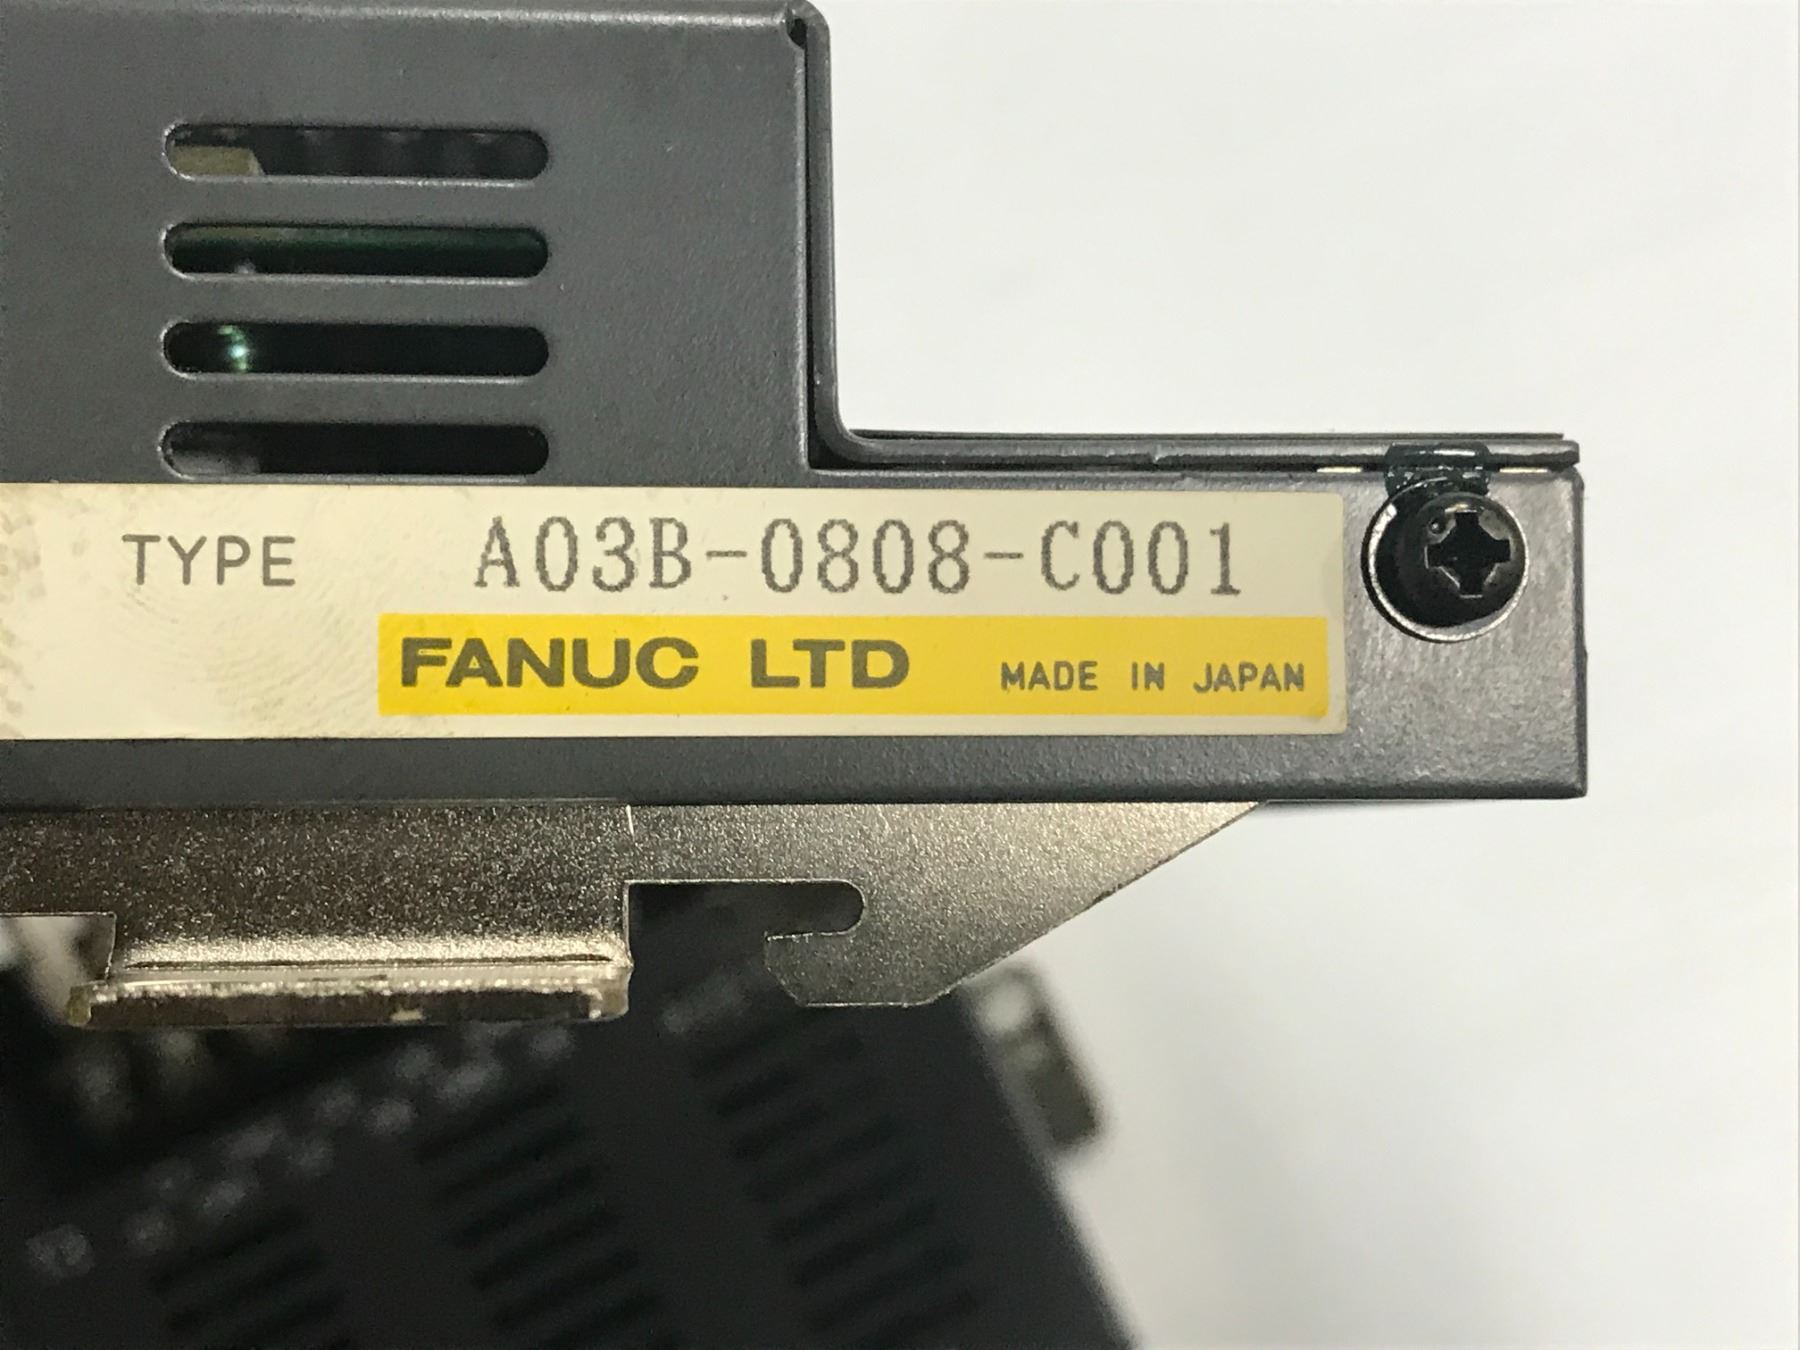 TYPE A03B-0808-C001
FANUC LTD MADE IN JAPAN